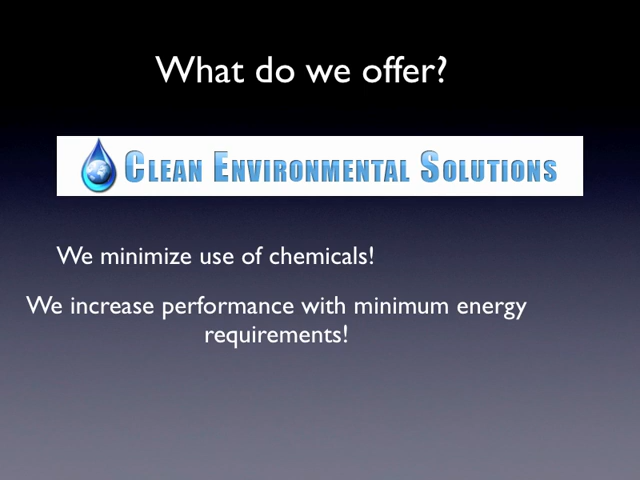 What do we offer?
CLEAN ENVIRONMENTAL SOLUTIONS
We minimize use of chemicals!
We increase performance with minimum energy
requirements!